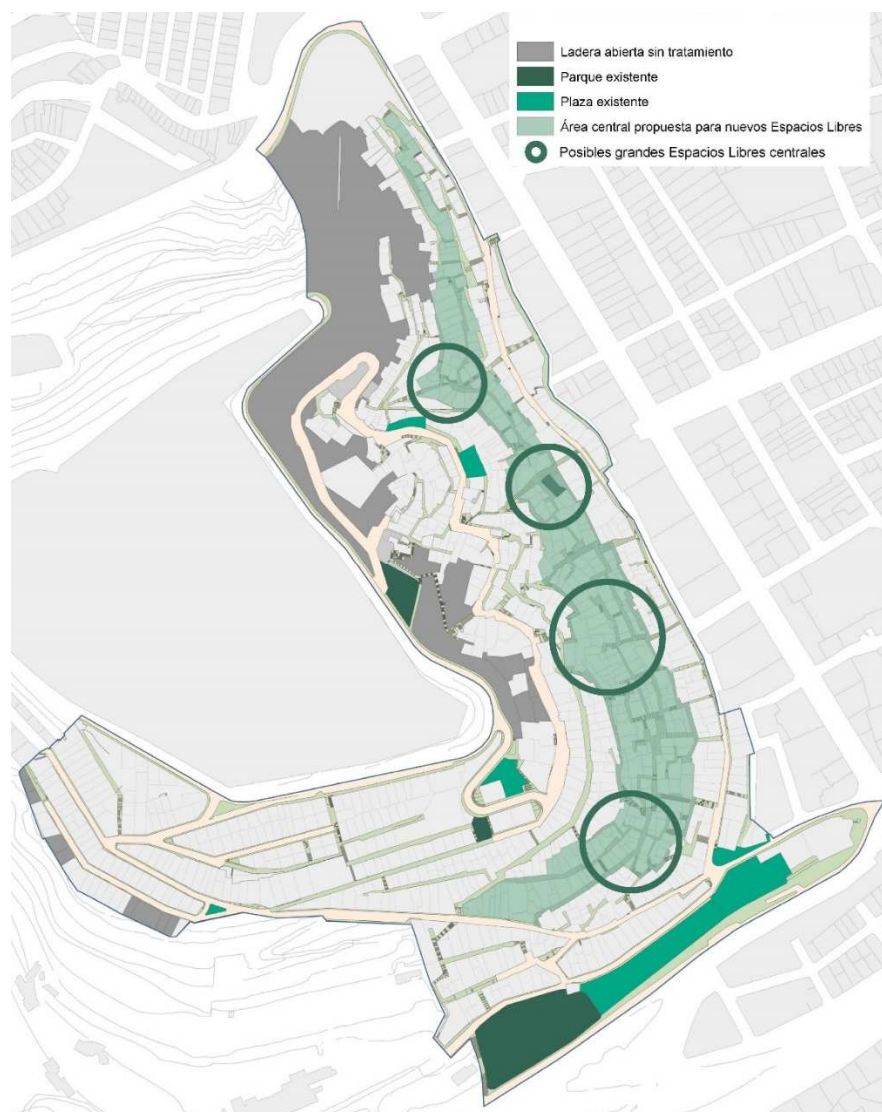 Ladera abierta sin tratamiento
Parque existente
Plaza existente
Área central propuesta para nuevos Espacios Libres
Posibles grandes Espacios Libres centrales